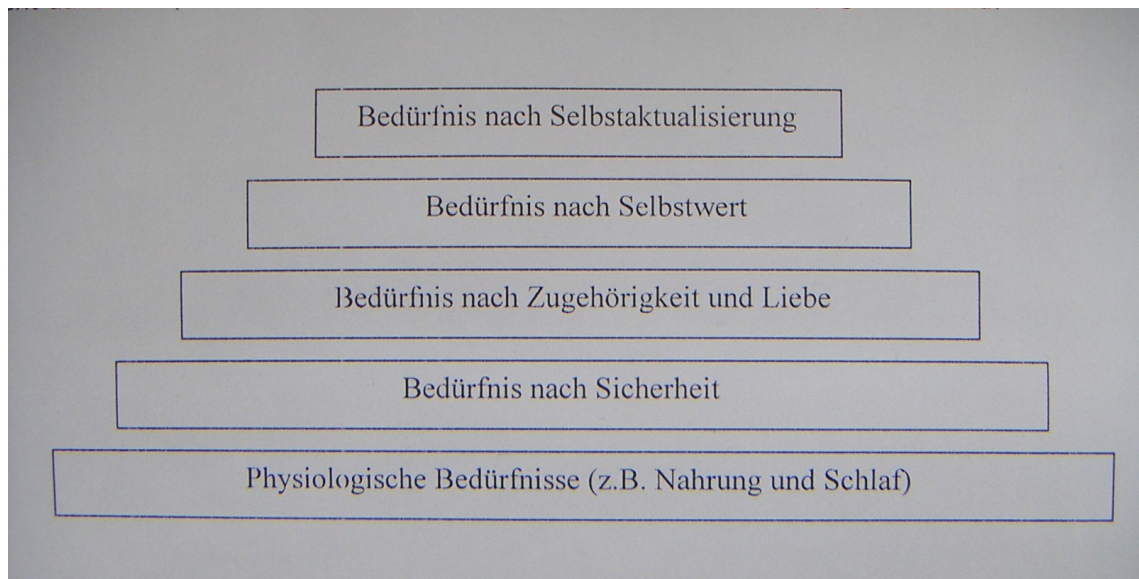 Bedürfnis nach Selbstaktualisierung
Bedürfnis nach Selbstwert
Bedürfnis nach Zugehörigkeit und Liebe
Bedürfnis nach Sicherheit
Physiologische Bedürfnisse (z.B. Nahrung und Schlaf)